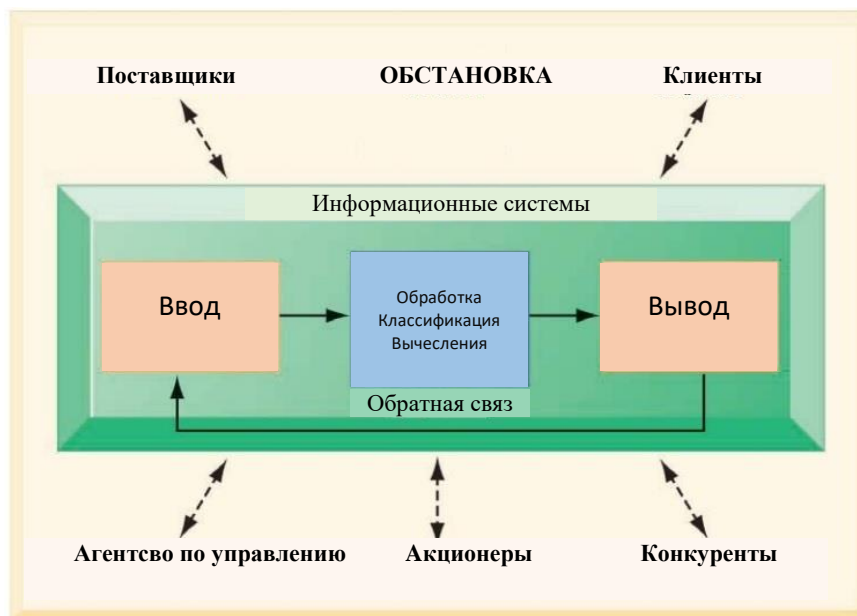 Поставщики
ОБСТАНОВКА
Клиенты
Информационные системы
Ввод
Обработка
Классификация
Вычесления
Вывод
Обратная связ
Агентсво по управлению
Акционеры
Конкуренты